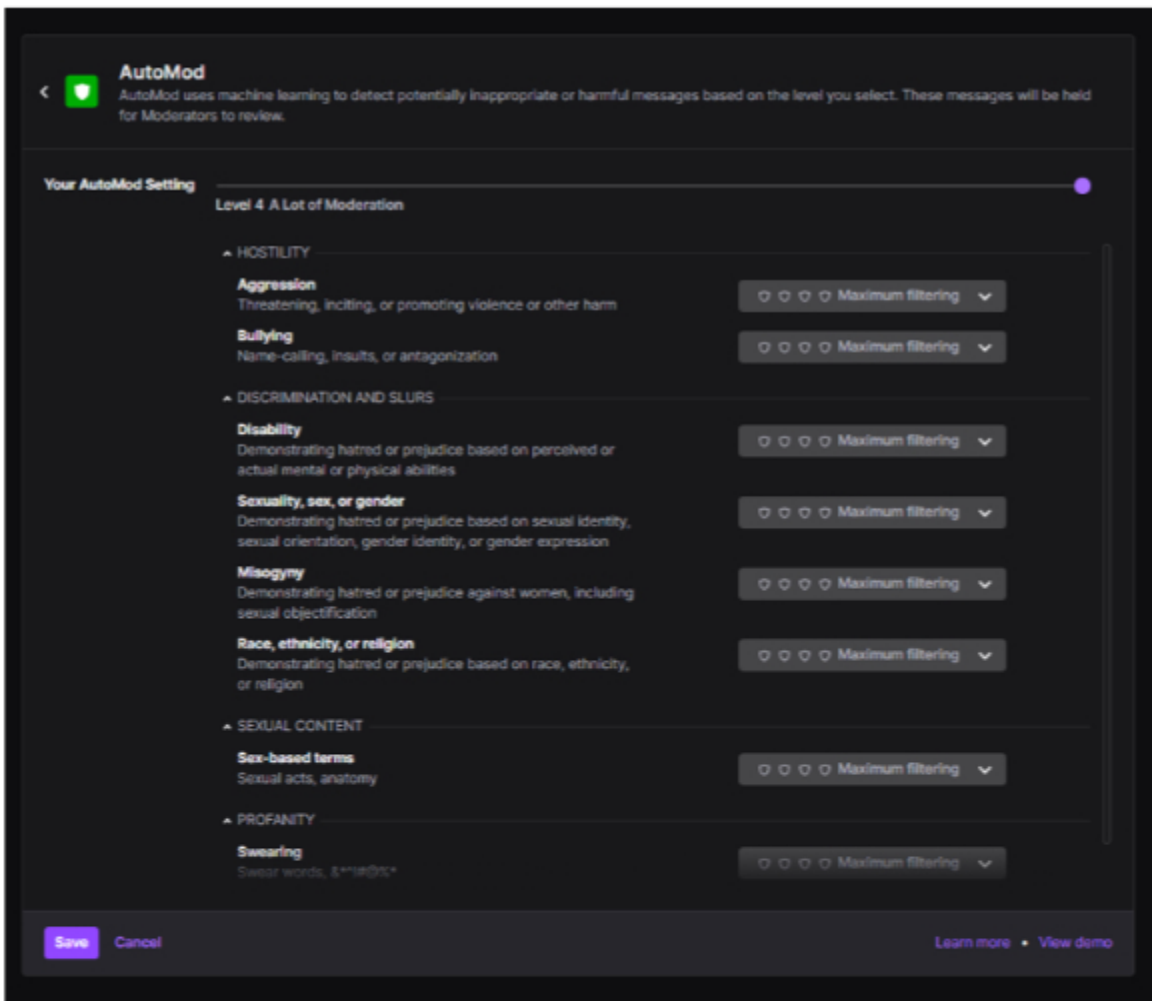 AutoMod
AutoMod uses machine learning to detect potentially inappropriate or harmful messages based on the level you select. These messages will be held
for Moderators to review.
Your AutoMod Setting
Level 4 A Lot of Moderation
HOSTILITY
Aggression
Threatening, inciting, or promoting violence or other harm
Maximum filtering
Bullying
Name-calling, insults, or antagonization
Maximum filtering
DISCRIMINATION AND SLURS
Disability
Demonstrating hatred or prejudice based on perceived or
actual mental or physical abilities
Maximum filtering
Sexuality, sex, or gender
Demonstrating hatred or prejudice based on sexual identity,
sexual orientation, gender identity, or gender expression
Maximum filtering
Misogyny
Demonstrating hatred or prejudice against women, including
sexual objectification
Maximum filtering
Race, ethnicity, or religion
Demonstrating hatred or prejudice based on race, ethnicity,
or religion
Maximum filtering
SEXUAL CONTENT
Sex-based terms
Sexual acts, anatomy
Maximum filtering
PROFANITY
Swearing
Swear words,
Maximum filtering
Save
Cancel
Learn more • View demo